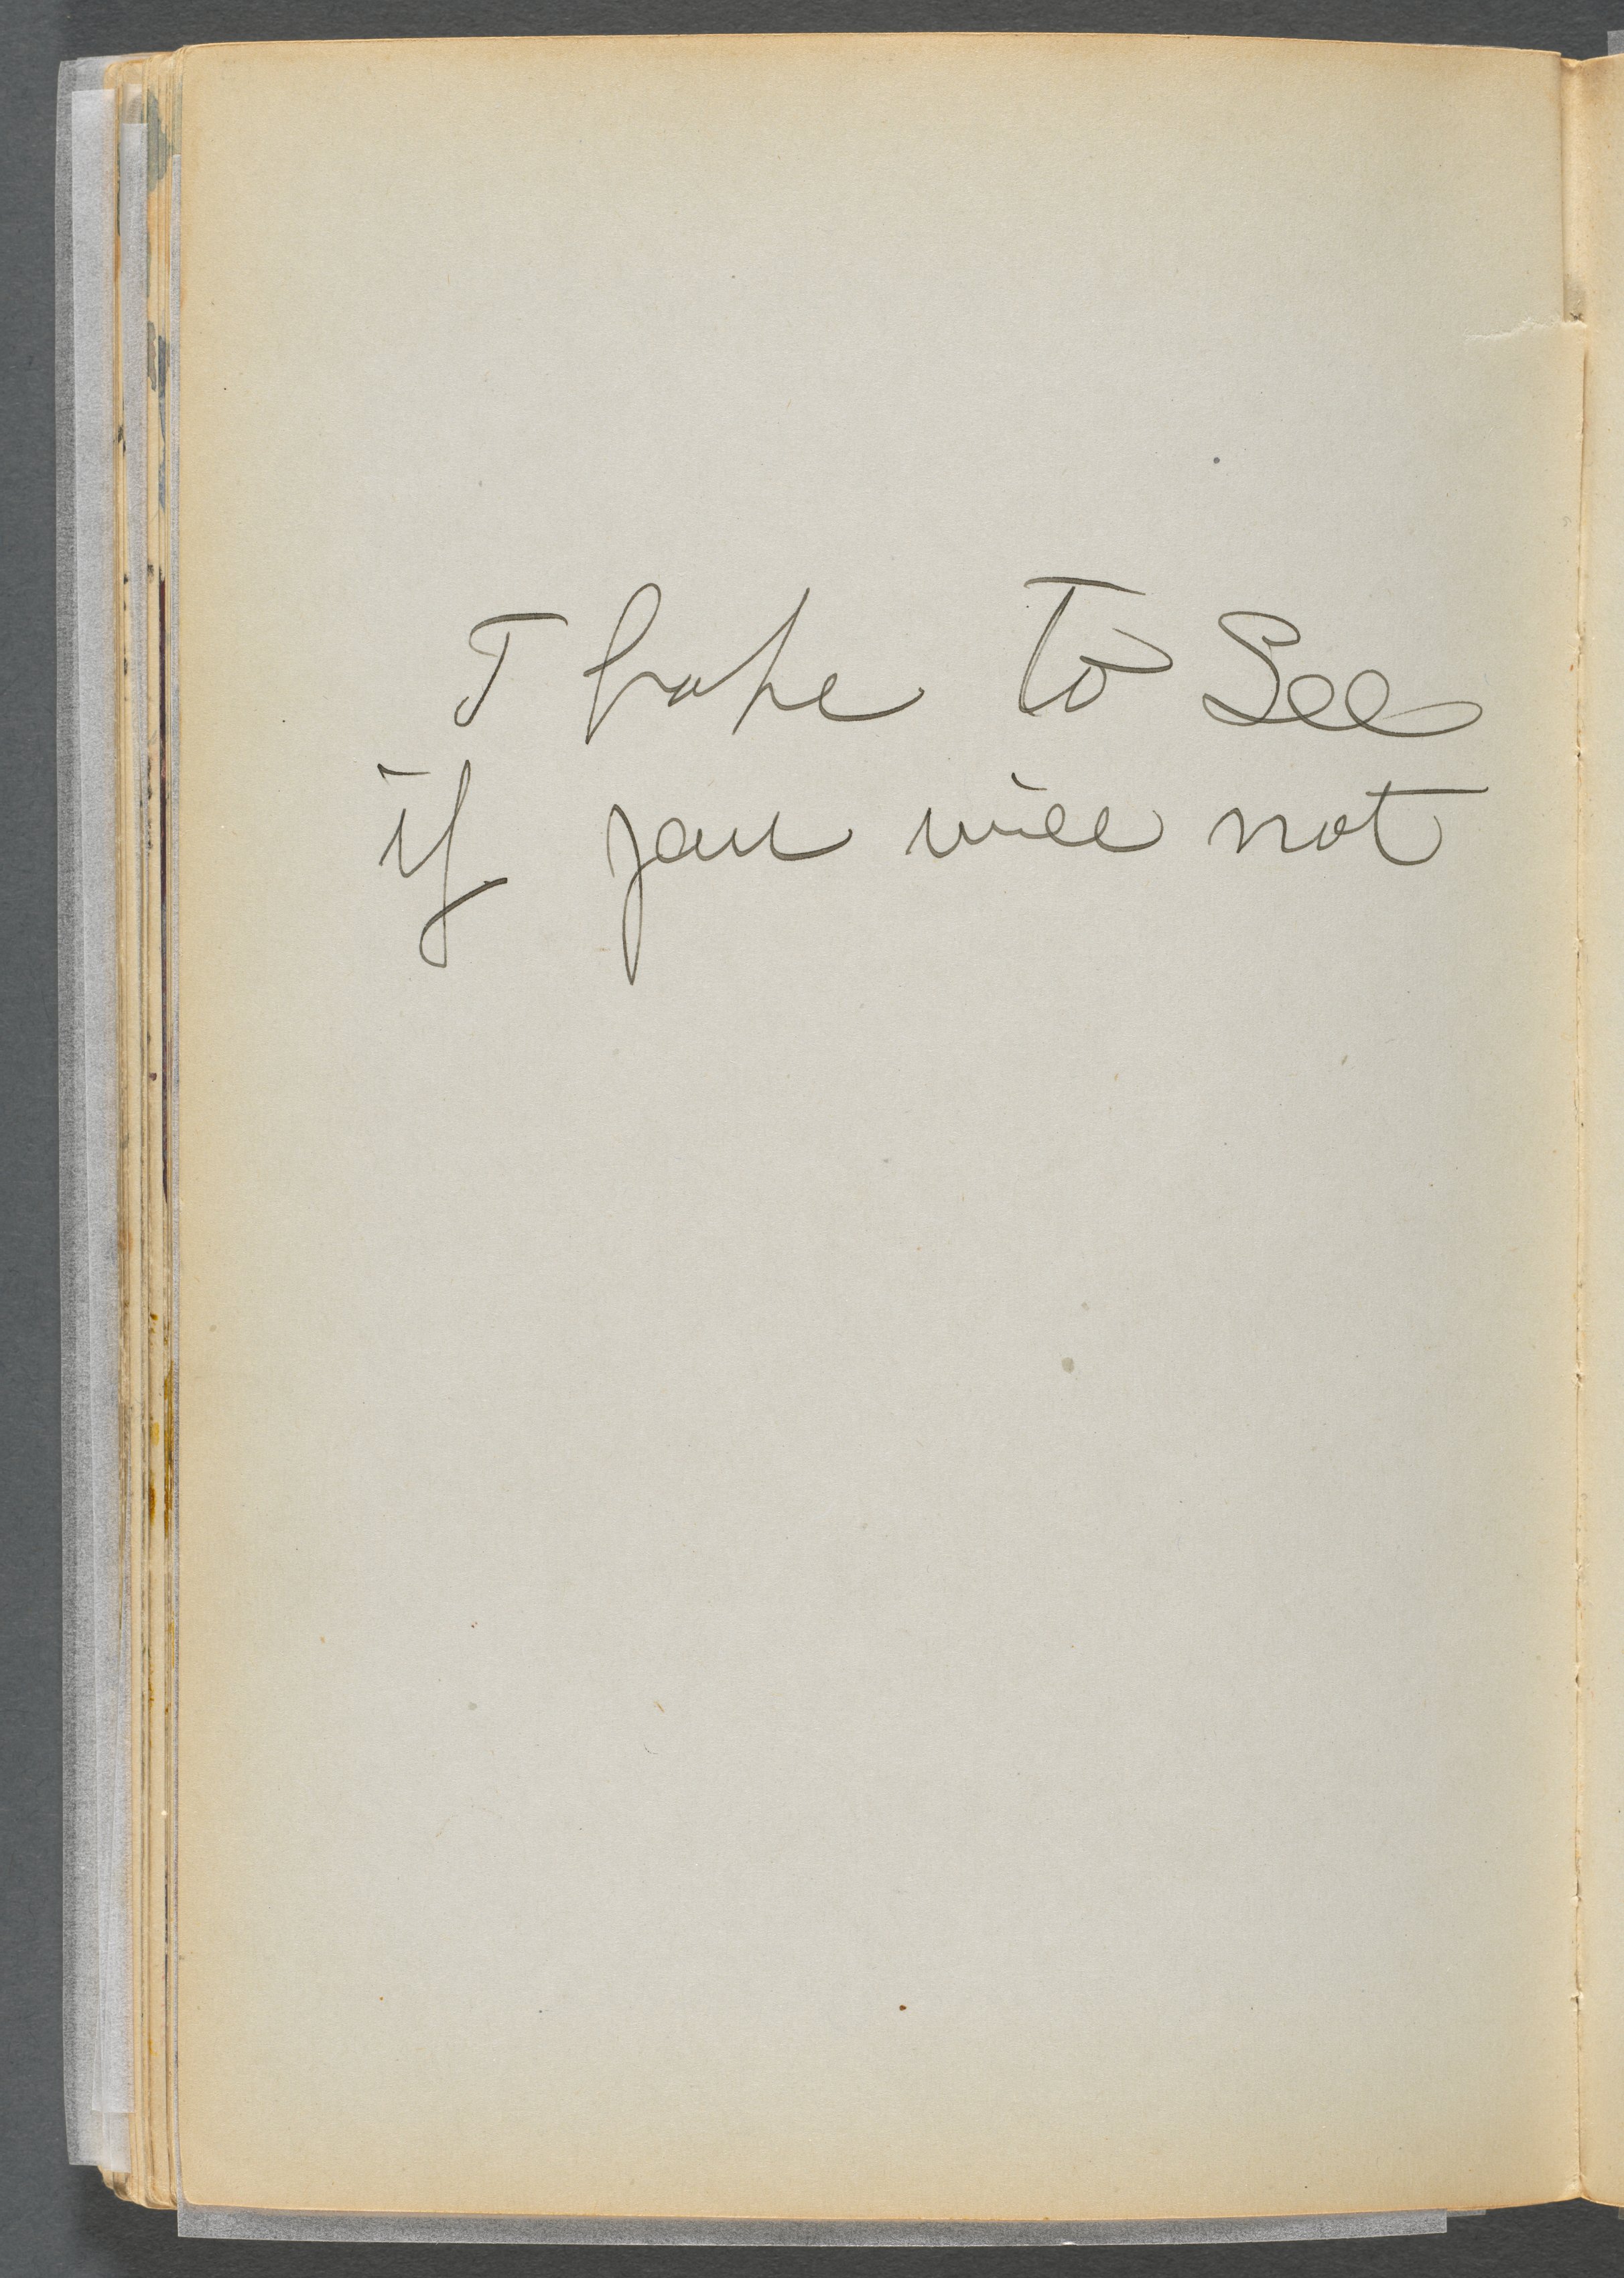 I hope to See
if you will not